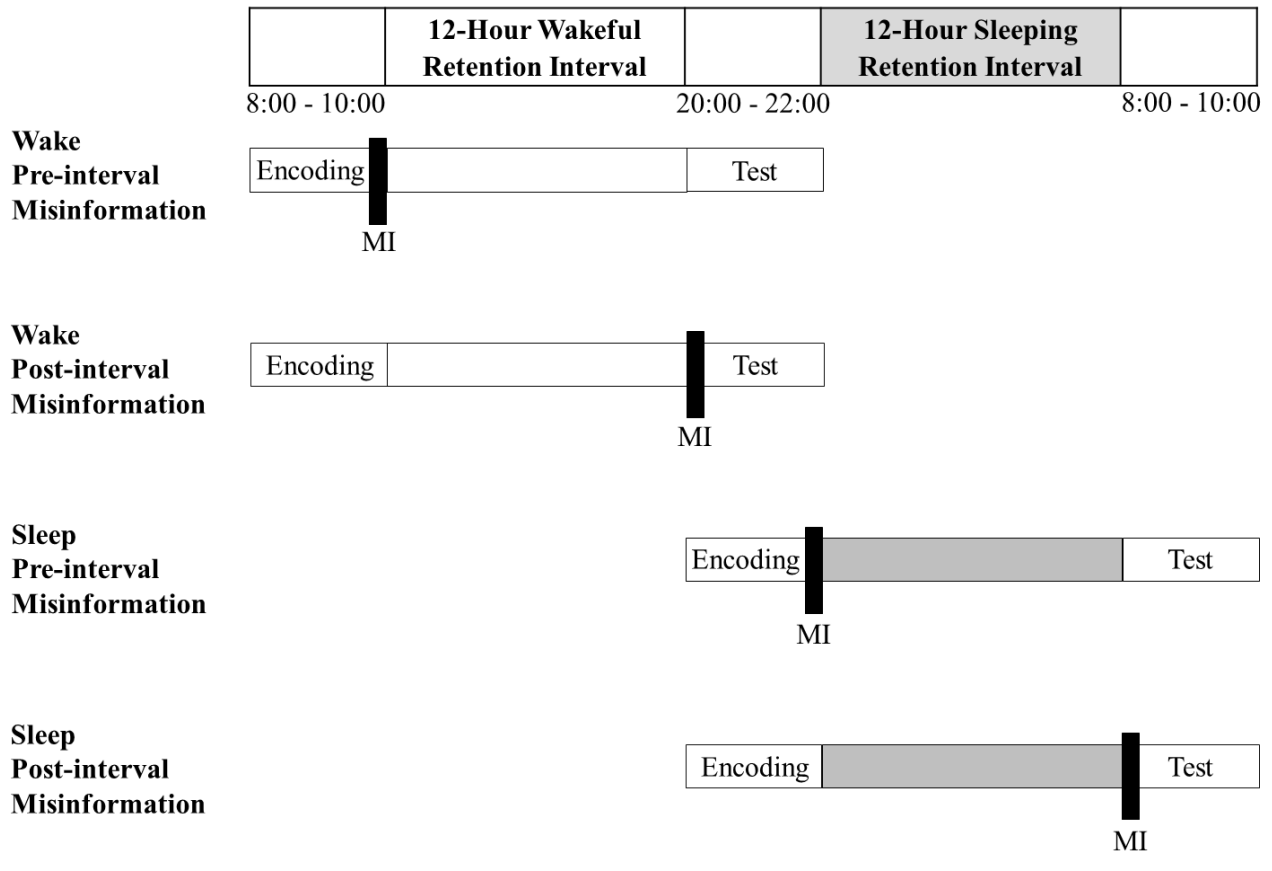 12-Hour Wakeful
Retention Interval
12-Hour Sleeping
Retention Interval
8:00 - 10:00
20:00 - 22:00
8:00 - 10:00
Wake
Pre-interval
Misinformation
Encoding
Test
MI
Wake
Post-interval
Misinformation
Encoding
Test
MI
Sleep
Pre-interval
Misinformation
Encoding
Test
MI
Sleep
Post-interval
Misinformation
Encoding
Test
MI